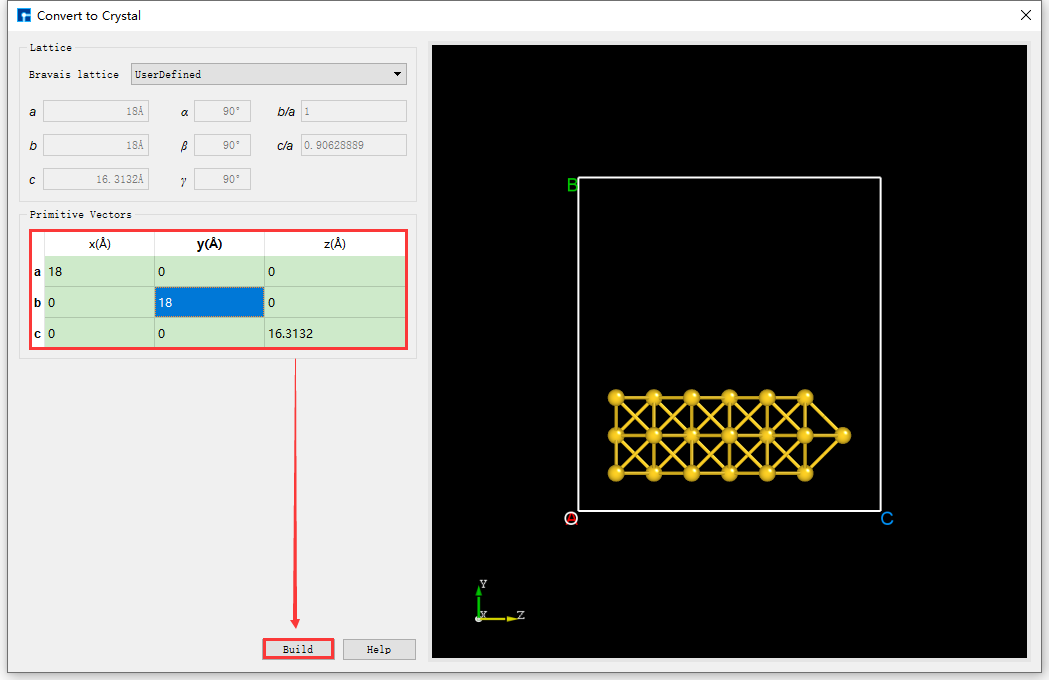 Convert to Crystal
Lattice
Bravais lattice UserDefined
a 18Å α 90° b/a 1
b 18Å β 90° c/a 0.90628889
c 16.3132Å γ 90°
Primitive Vectors
x(Å) y(Å) z(Å)
a 18 0 0
b 0 18 0
c 0 0 16.3132
Build Help
B
O A C
Y
X Z